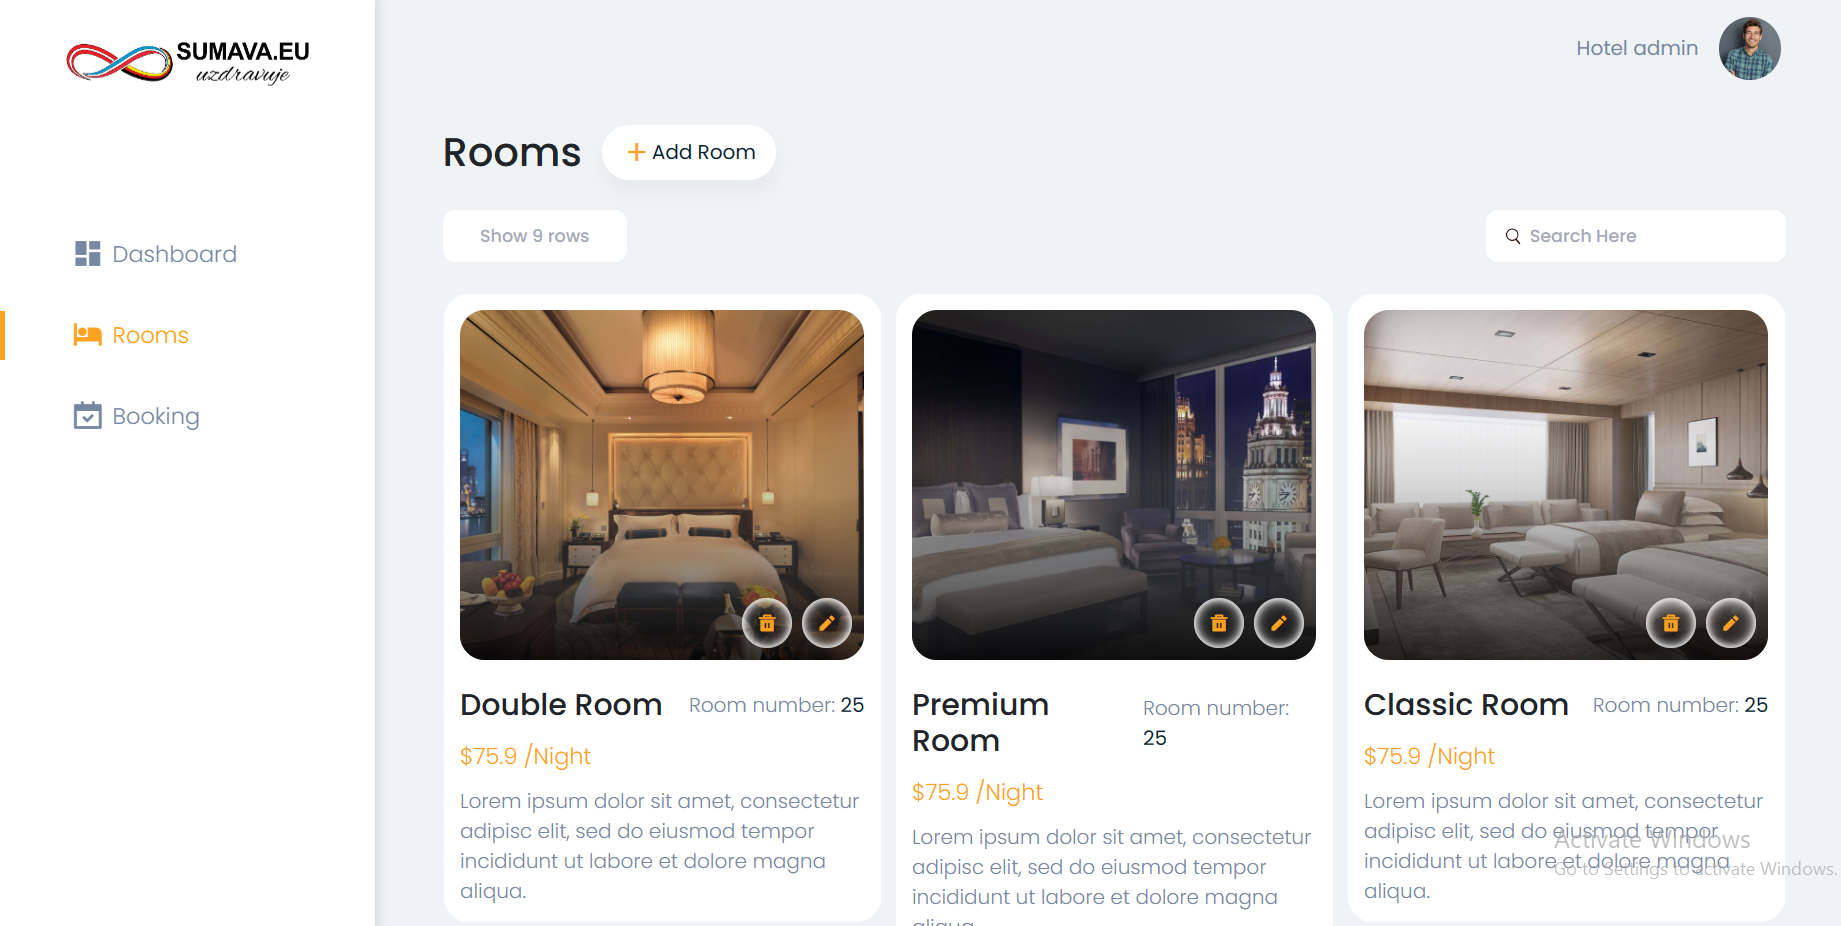 SUMAVA.EU
uzdravuje
Hotel admin
Rooms
Add Room
Dashboard
Rooms
Booking
Show 9 rows
Search Here
Double Room
Room number: 25
$75.9 /Night
Lorem ipsum dolor sit amet, consectetur
adipisc elit, sed do eiusmod tempor
incididunt ut labore et dolore magna
aliqua.
Premium
Room
Room number:
25
$75.9 /Night
Lorem ipsum dolor sit amet, consectetur
adipisc elit, sed do eiusmod tempor
incididunt ut labore et dolore magna
aliqua.
Classic Room
Room number: 25
$75.9 /Night
Lorem ipsum dolor sit amet, consectetur
adipisc elit, sed do eiusmod tempor
incididunt ut labore et dolore magna
aliqua.
Activate Windows
Go to Settings to activate Windows.